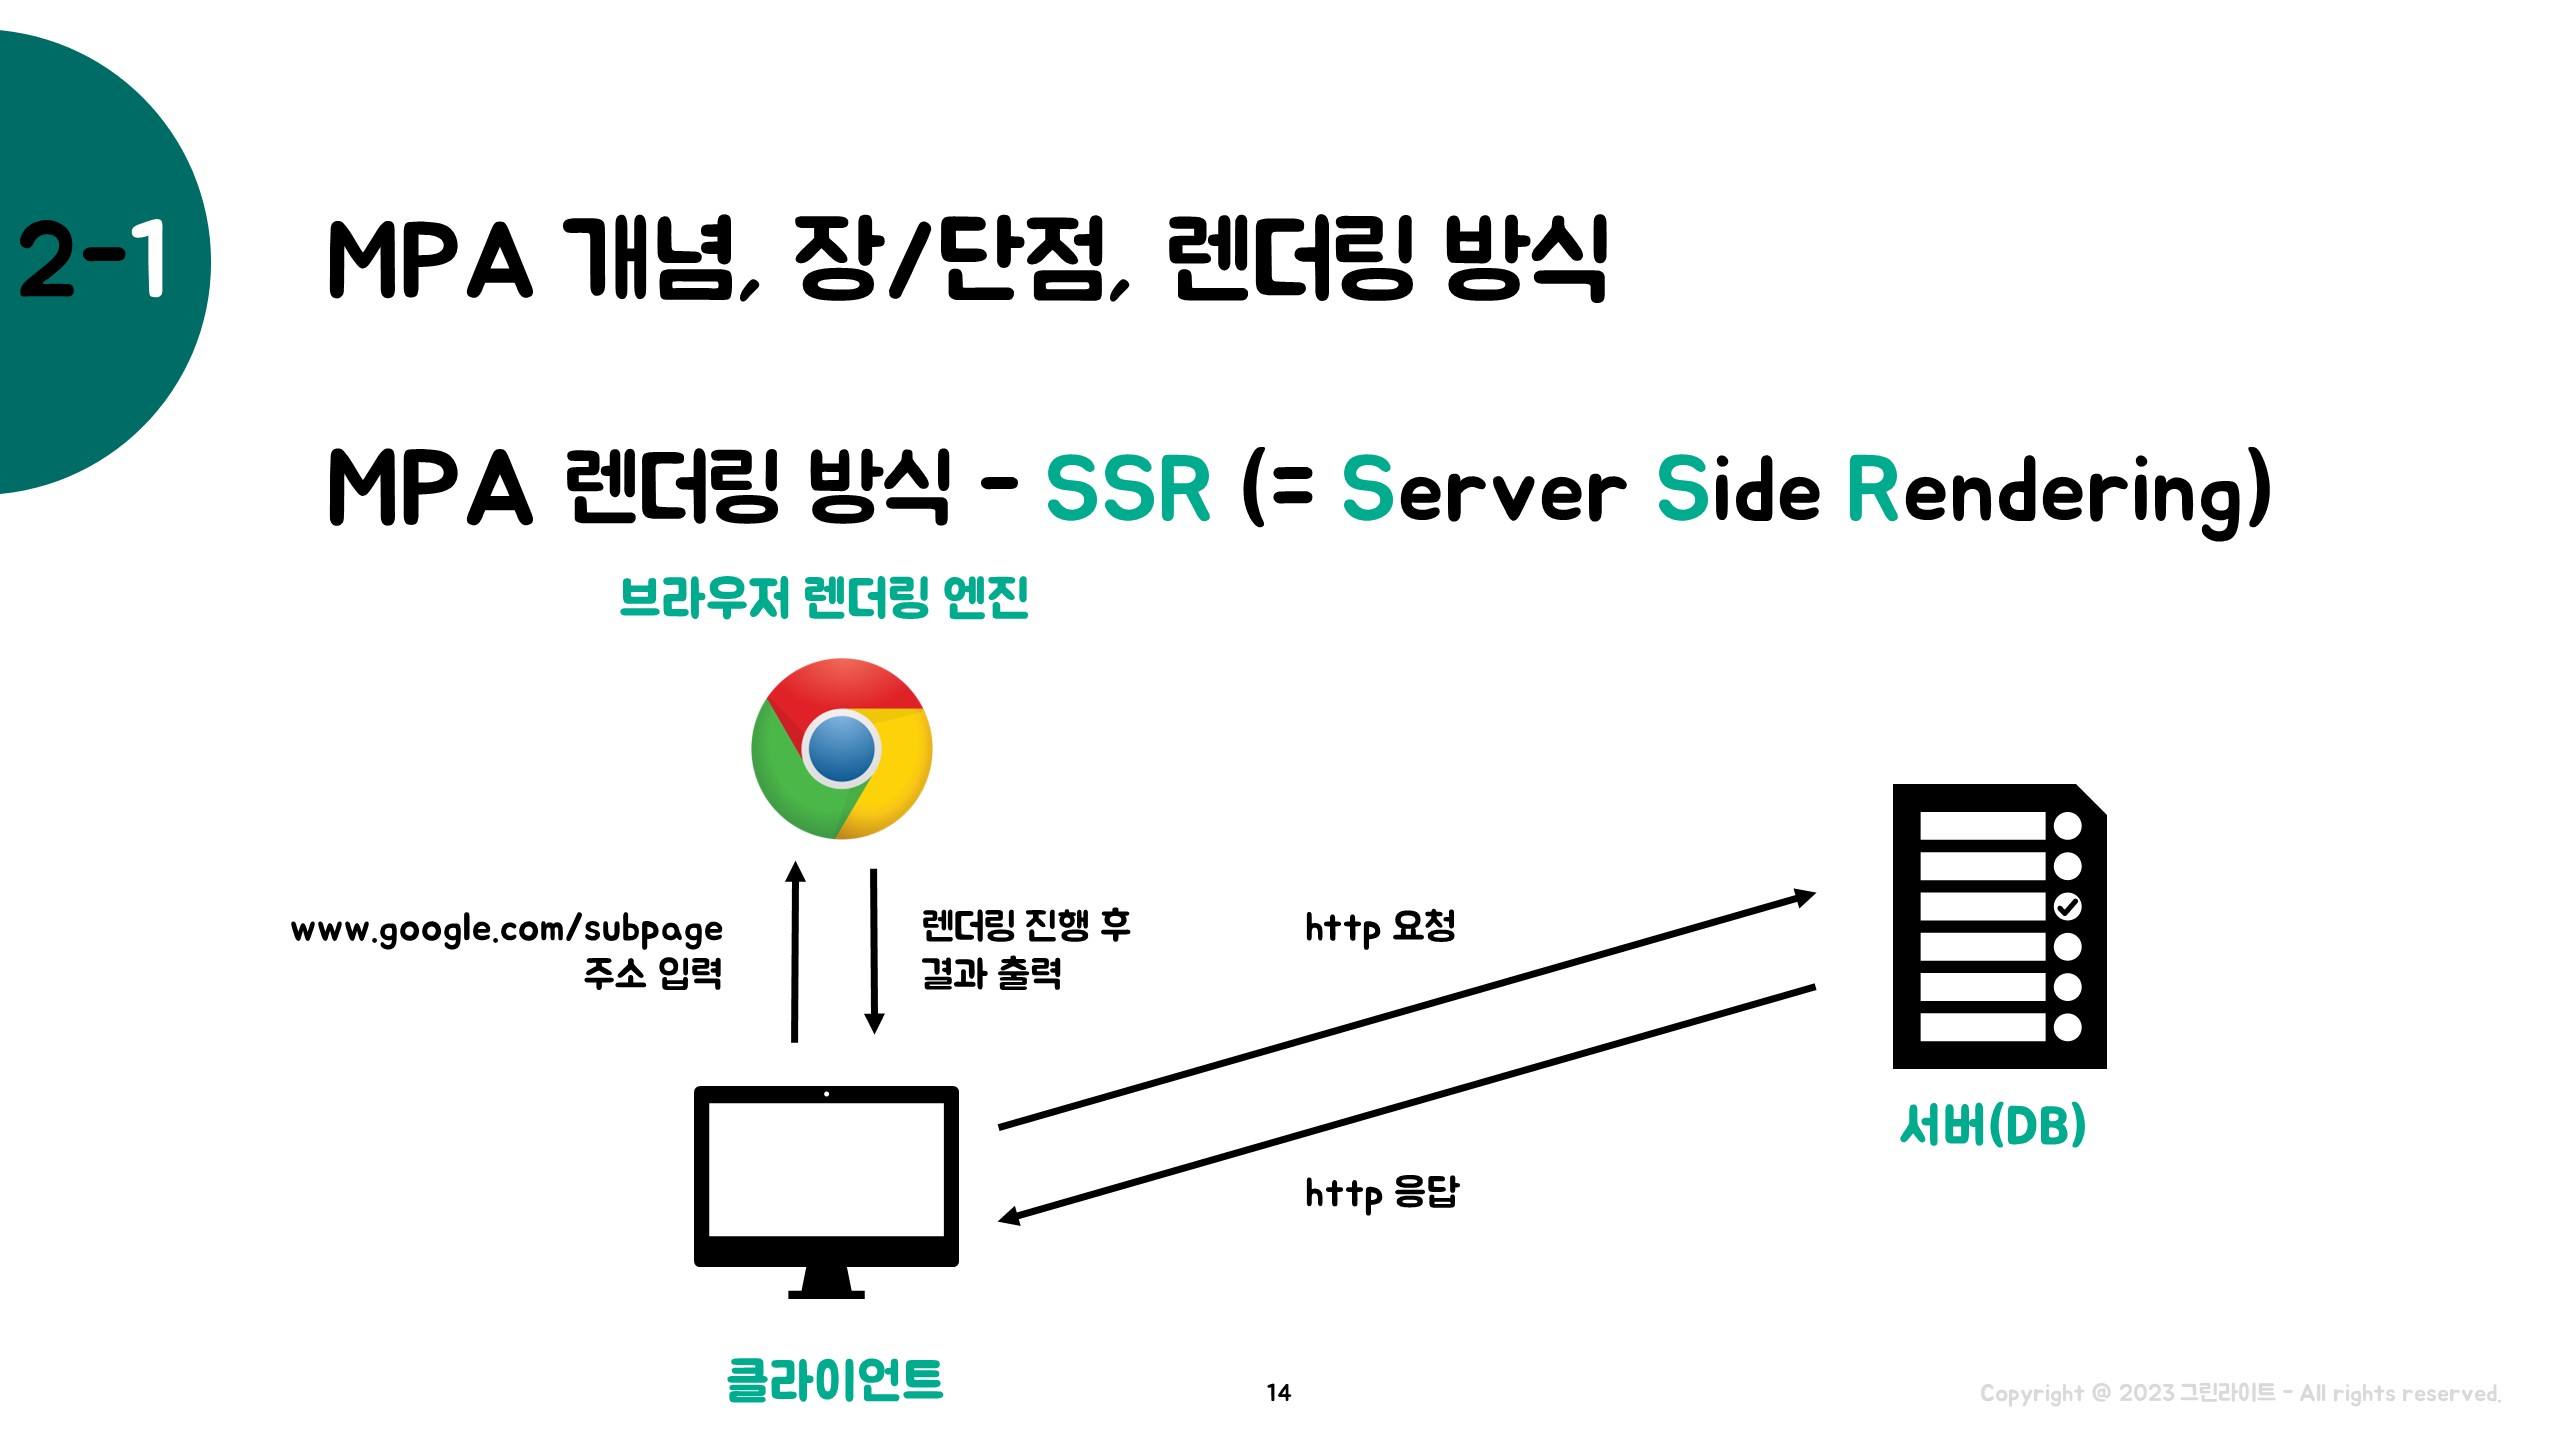 2-1
MPA 개념, 장/단점, 렌더링 방식
MPA 렌더링 방식 - SSR (= Server Side Rendering)
브라우저 렌더링 엔진
www.google.com/subpage
주소 입력
렌더링 진행 후
결과 출력
http 요청
http 응답
서버(DB)
클라이언트
14
Copyright @ 2023 그린라이트 - All rights reserved.